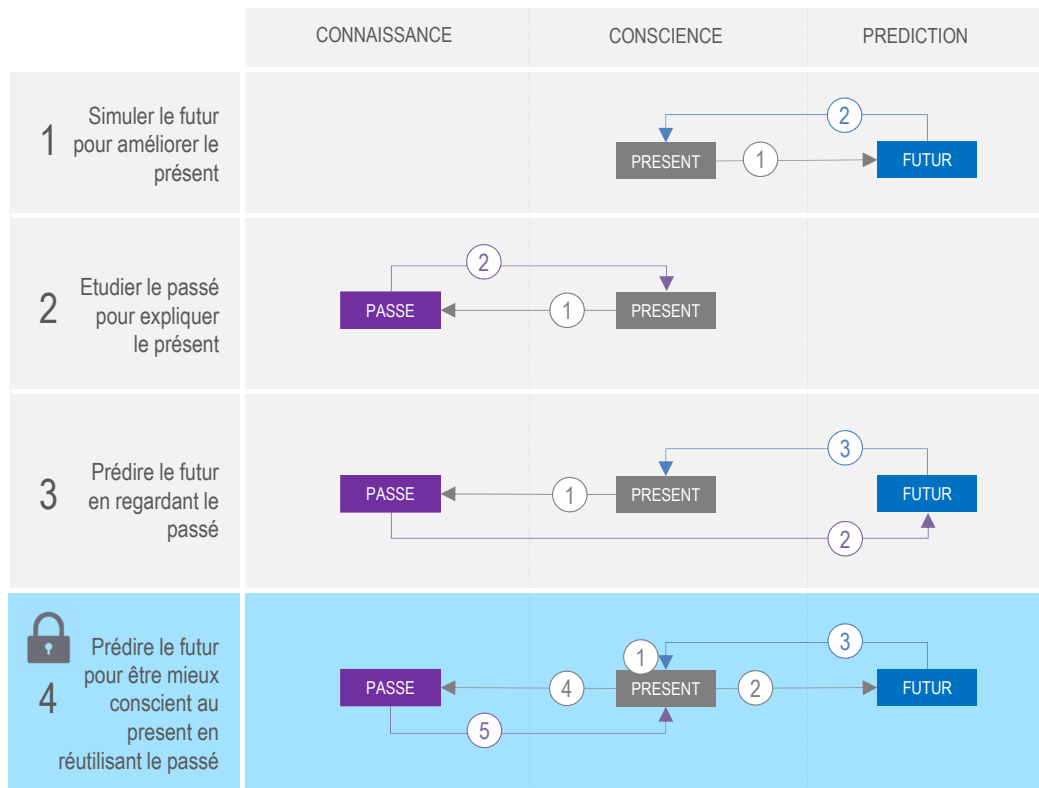 CONNAISSANCE
CONSCIENCE
PREDICTION
1
Simuler le futur
pour améliorer le
présent
2
PRESENT
1
FUTUR
2
Etudier le passé
pour expliquer
le présent
2
PASSE
1
PRESENT
3
Prédire le futur
en regardant le
passé
3
PASSE
1
PRESENT
FUTUR
2
4
Prédire le futur
pour être mieux
conscient au
present en
réutilisant le passé
1
3
PASSE
4
PRESENT
2
FUTUR
5